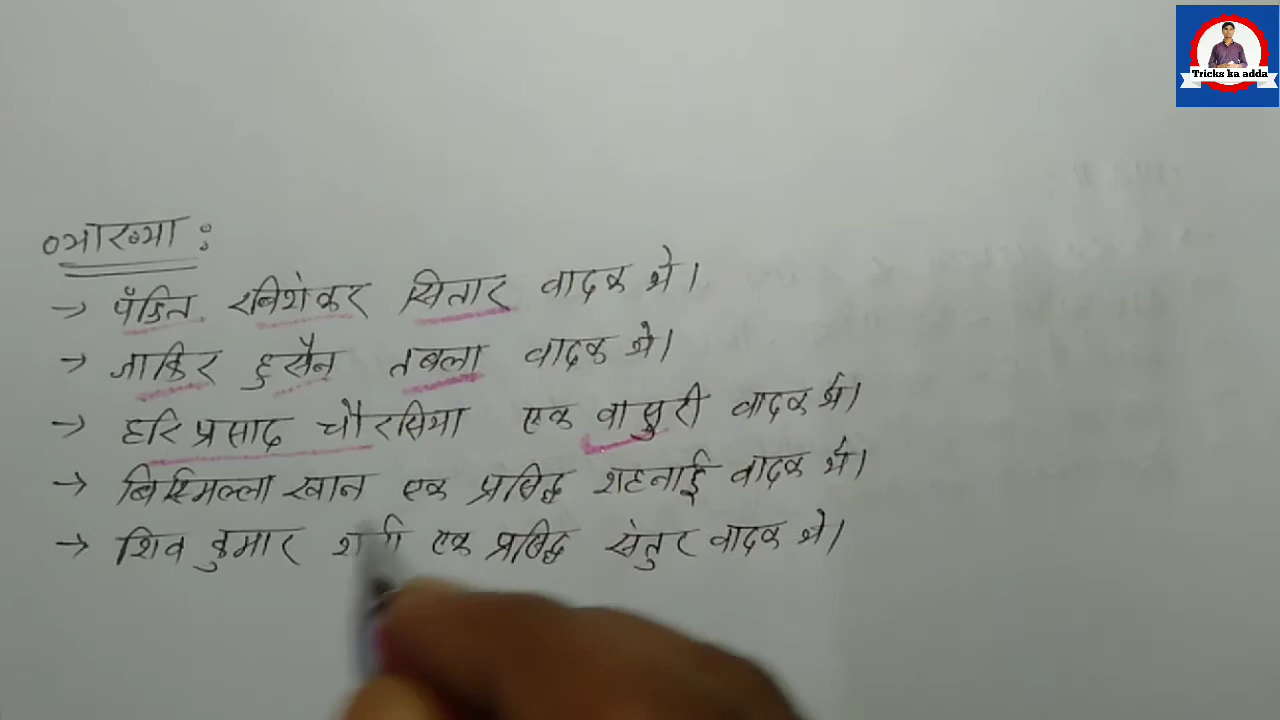 Tricks ka adda
व्याख्या :
→ पंडित रविशंकर सितार वादक थे।
→ जाकिर हुसैन तबला वादक थे।
→ हरि प्रसाद चौरसिया एक बासुरी वादक थे।
→ बिस्मिल्ला खान एक प्रसिद्ध शहनाई वादक थे।
→ शिव कुमार शर्मा एक प्रसिद्ध संतुर वादक थे।